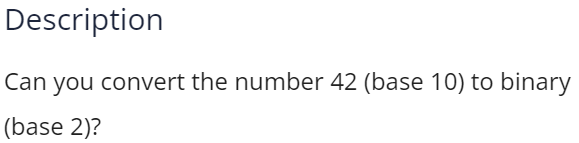 Description
Can you convert the number 42 (base 10) to binary
(base 2)?